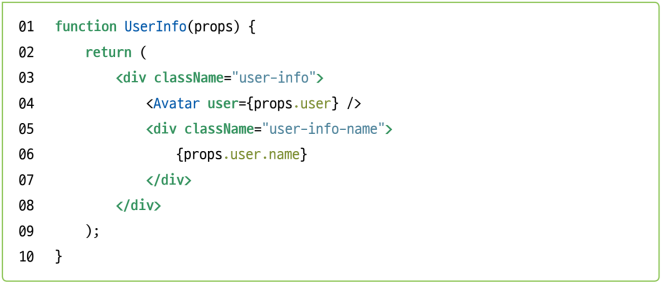 01 function UserInfo(props) {
02     return (
03         <div className="user-info">
04             <Avatar user={props.user} />
05             <div className="user-info-name">
06                 {props.user.name}
07             </div>
08         </div>
09     );
10 }